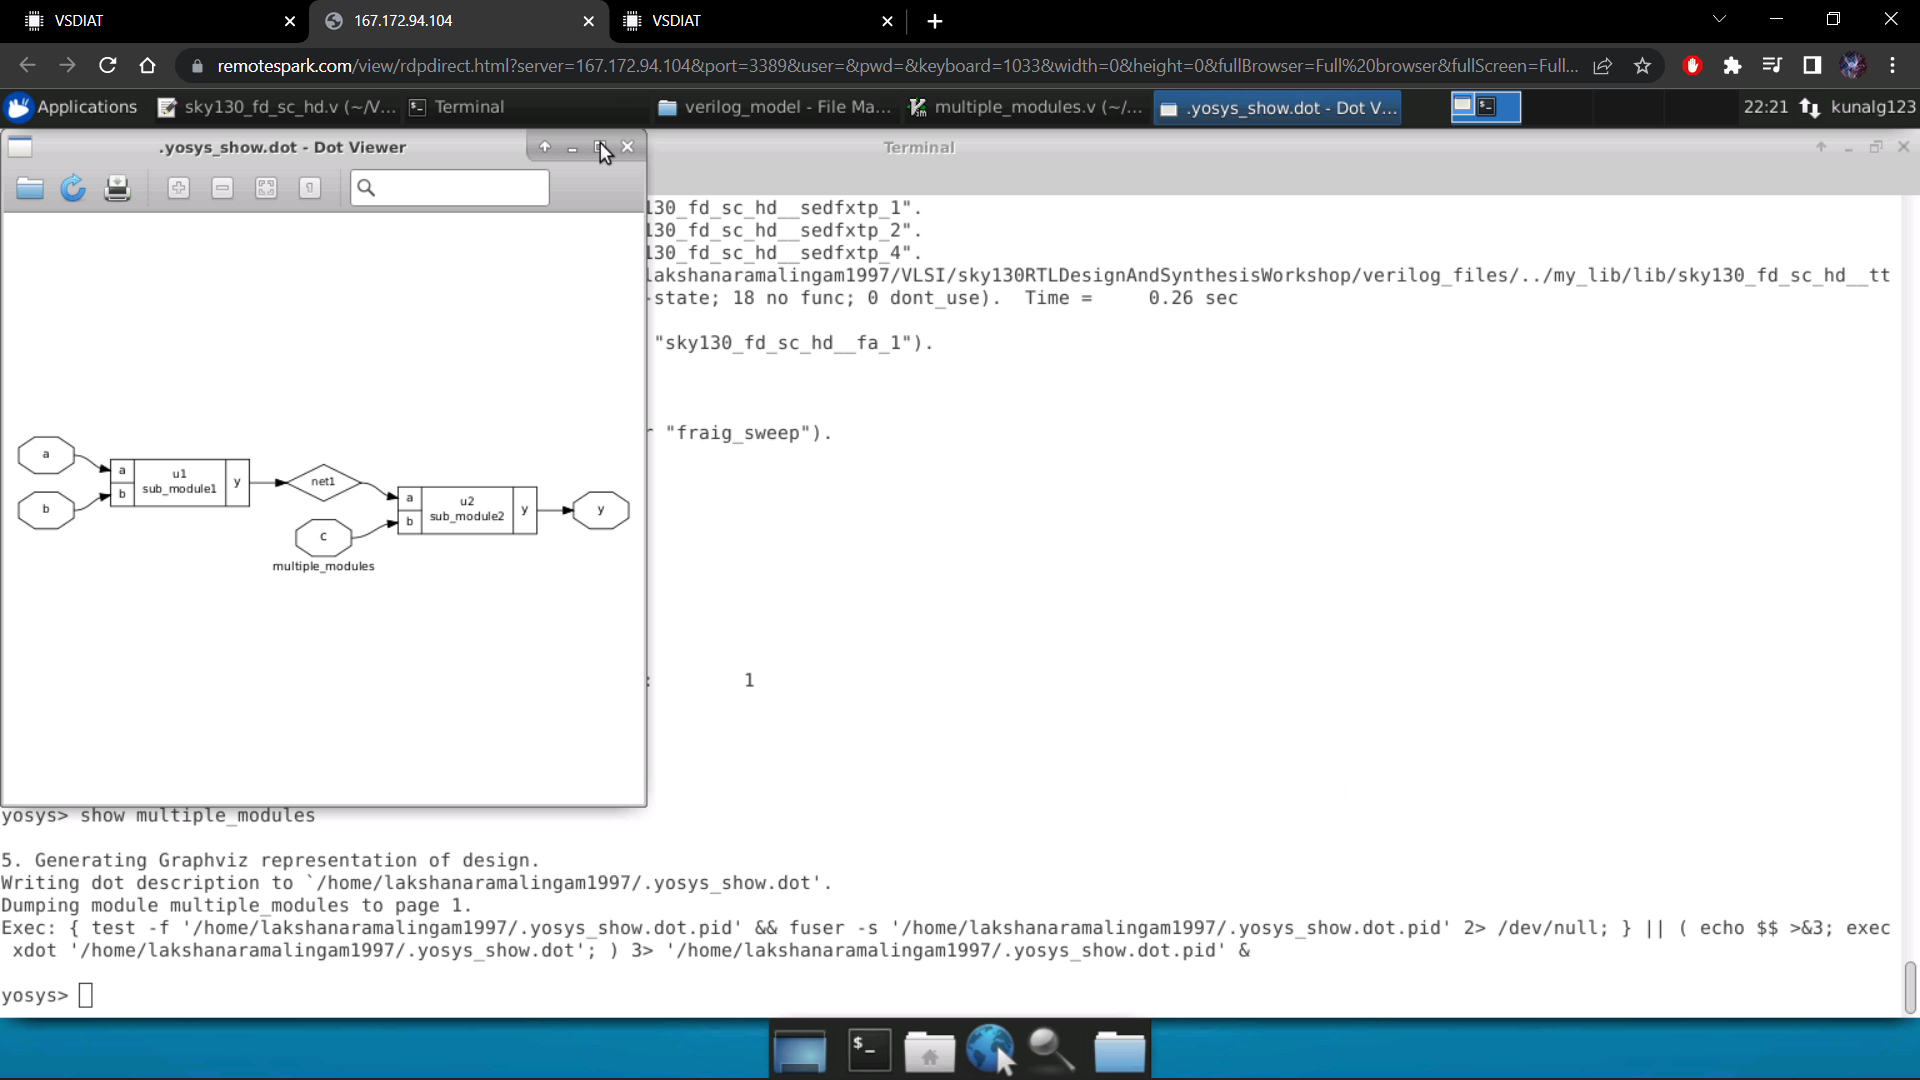 VSDIAT
167.172.94.104
VSDIAT
remotespark.com/view/rdpdirect.html?server=167.172.94.104&port=3389&user=&pwd=&keyboard=1033&width=0&height=0&fullBrowser=Full%20browser&fullScreen=Full...
Applications
sky130_fd_sc_hd.v (~/V...
Terminal
verilog_model - File Ma...
multiple_modules.v (~/...
.yosys_show.dot - Dot V...
22:21
kunalg123
.yosys_show.dot - Dot Viewer
Terminal
130_fd_sc_hd__sedfxtp_1".
130_fd_sc_hd__sedfxtp_2".
130_fd_sc_hd__sedfxtp_4".
lakshanaramalingam1997/VLSI/sky130RTLDesignAndSynthesisWorkshop/verilog_files/../my_lib/lib/sky130_fd_sc_hd__tt
-state; 18 no func; 0 dont_use).  Time =     0.26 sec
"sky130_fd_sc_hd__fa_1").
r "fraig_sweep").
a
b
a
b
u1
sub_module1
y
net1
c
a
b
u2
sub_module2
y
y
multiple_modules
:        1
yosys> show multiple_modules
5. Generating Graphviz representation of design.
Writing dot description to `/home/lakshanaramalingam1997/.yosys_show.dot'.
Dumping module multiple_modules to page 1.
Exec: { test -f '/home/lakshanaramalingam1997/.yosys_show.dot.pid' && fuser -s '/home/lakshanaramalingam1997/.yosys_show.dot.pid' 2> /dev/null; } || ( echo $$ >&3; exec
xdot '/home/lakshanaramalingam1997/.yosys_show.dot'; ) 3> '/home/lakshanaramalingam1997/.yosys_show.dot.pid' &
yosys>